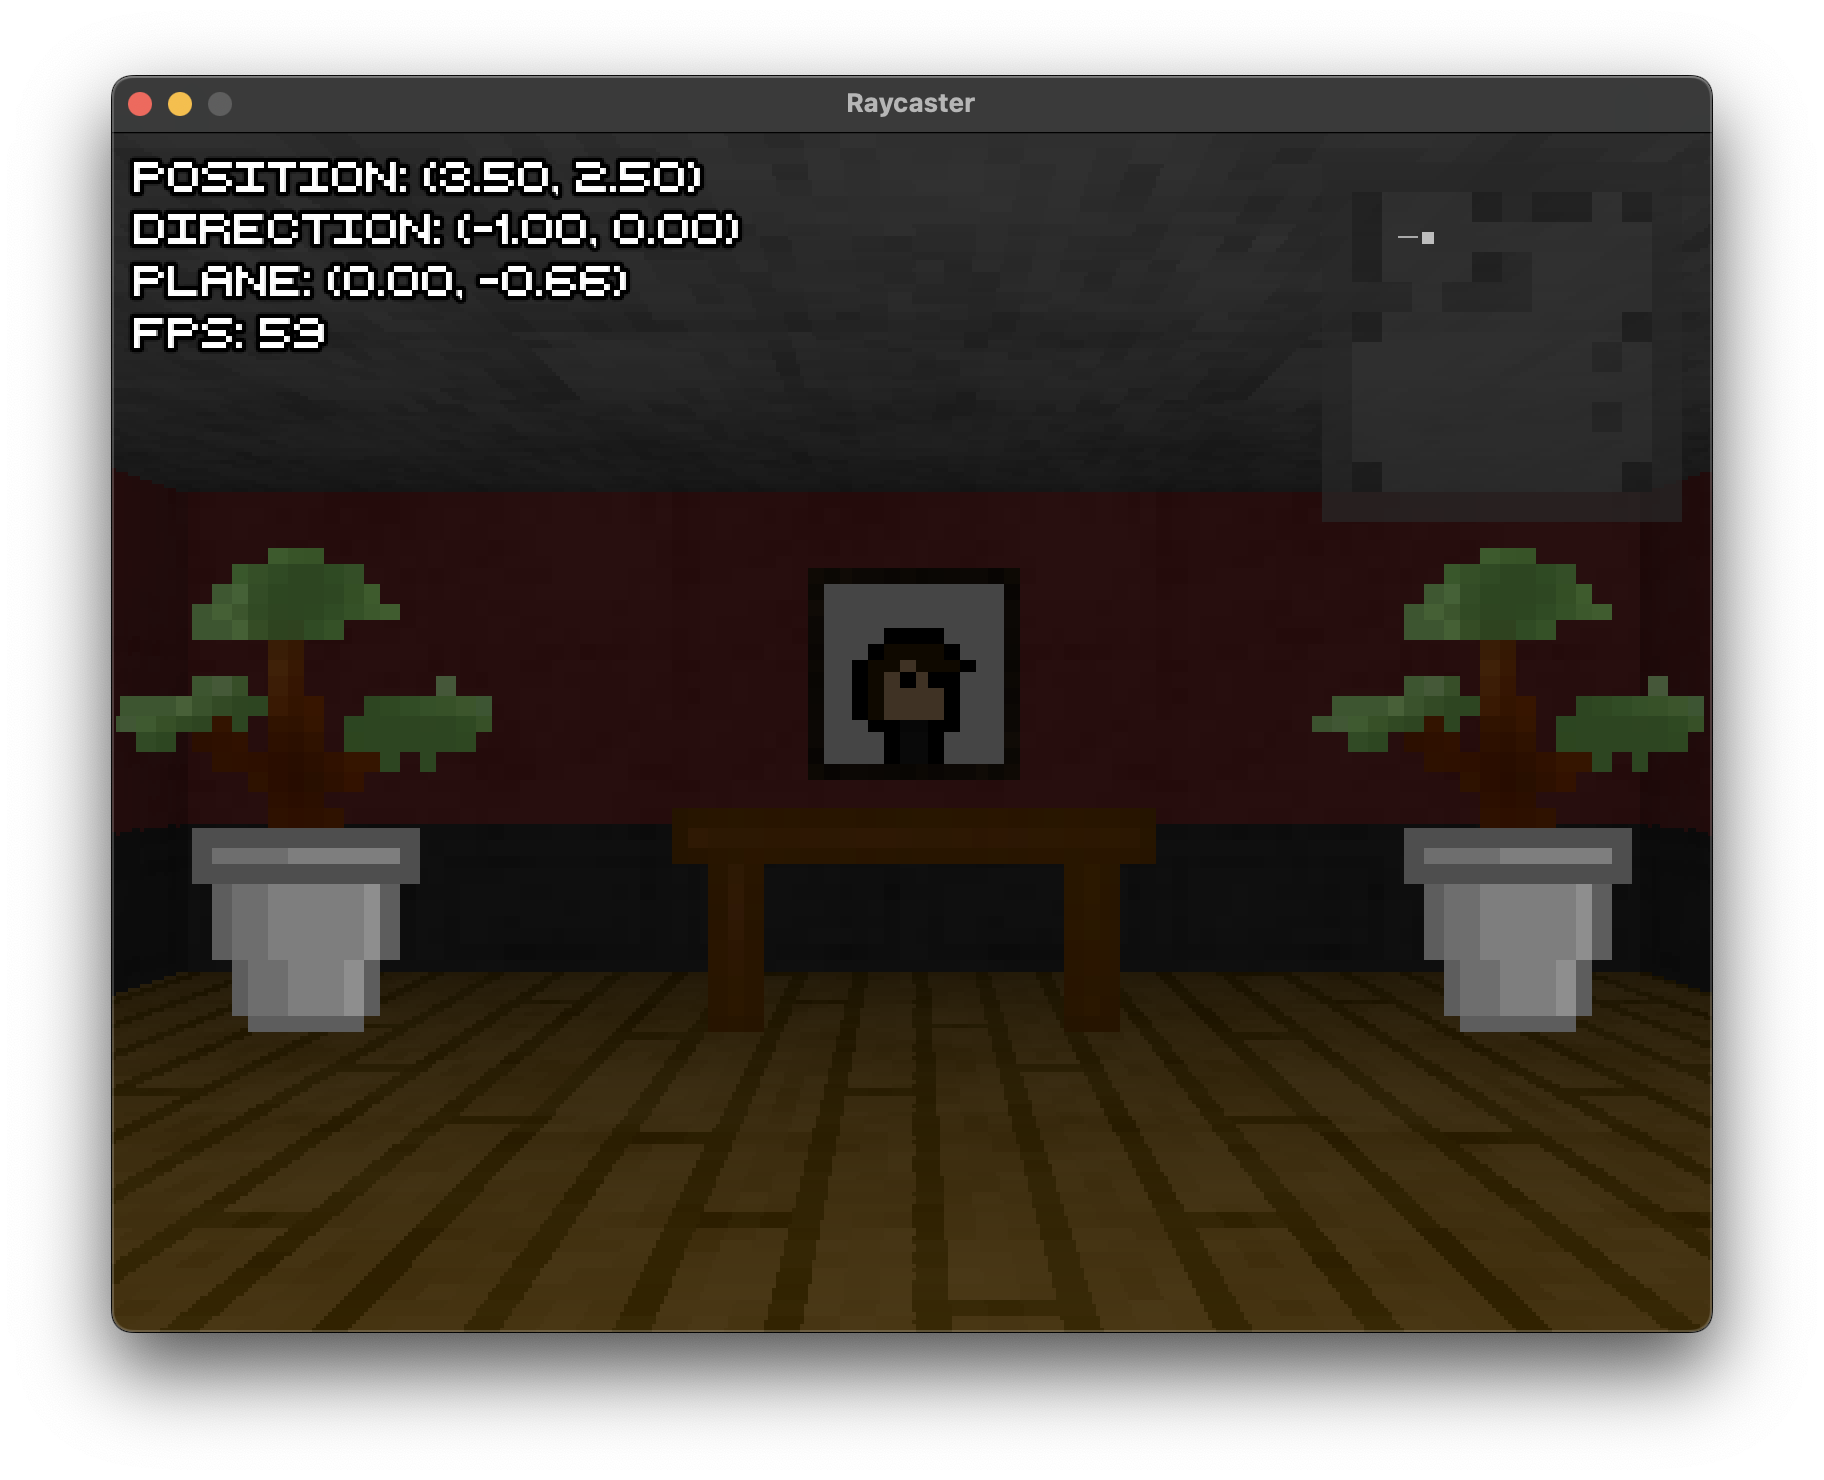 Raycaster
POSITION: (3.50, 2.50)
DIRECTION: (-1.00, 0.00)
PLANE: (0.00, -0.66)
FPS: 59